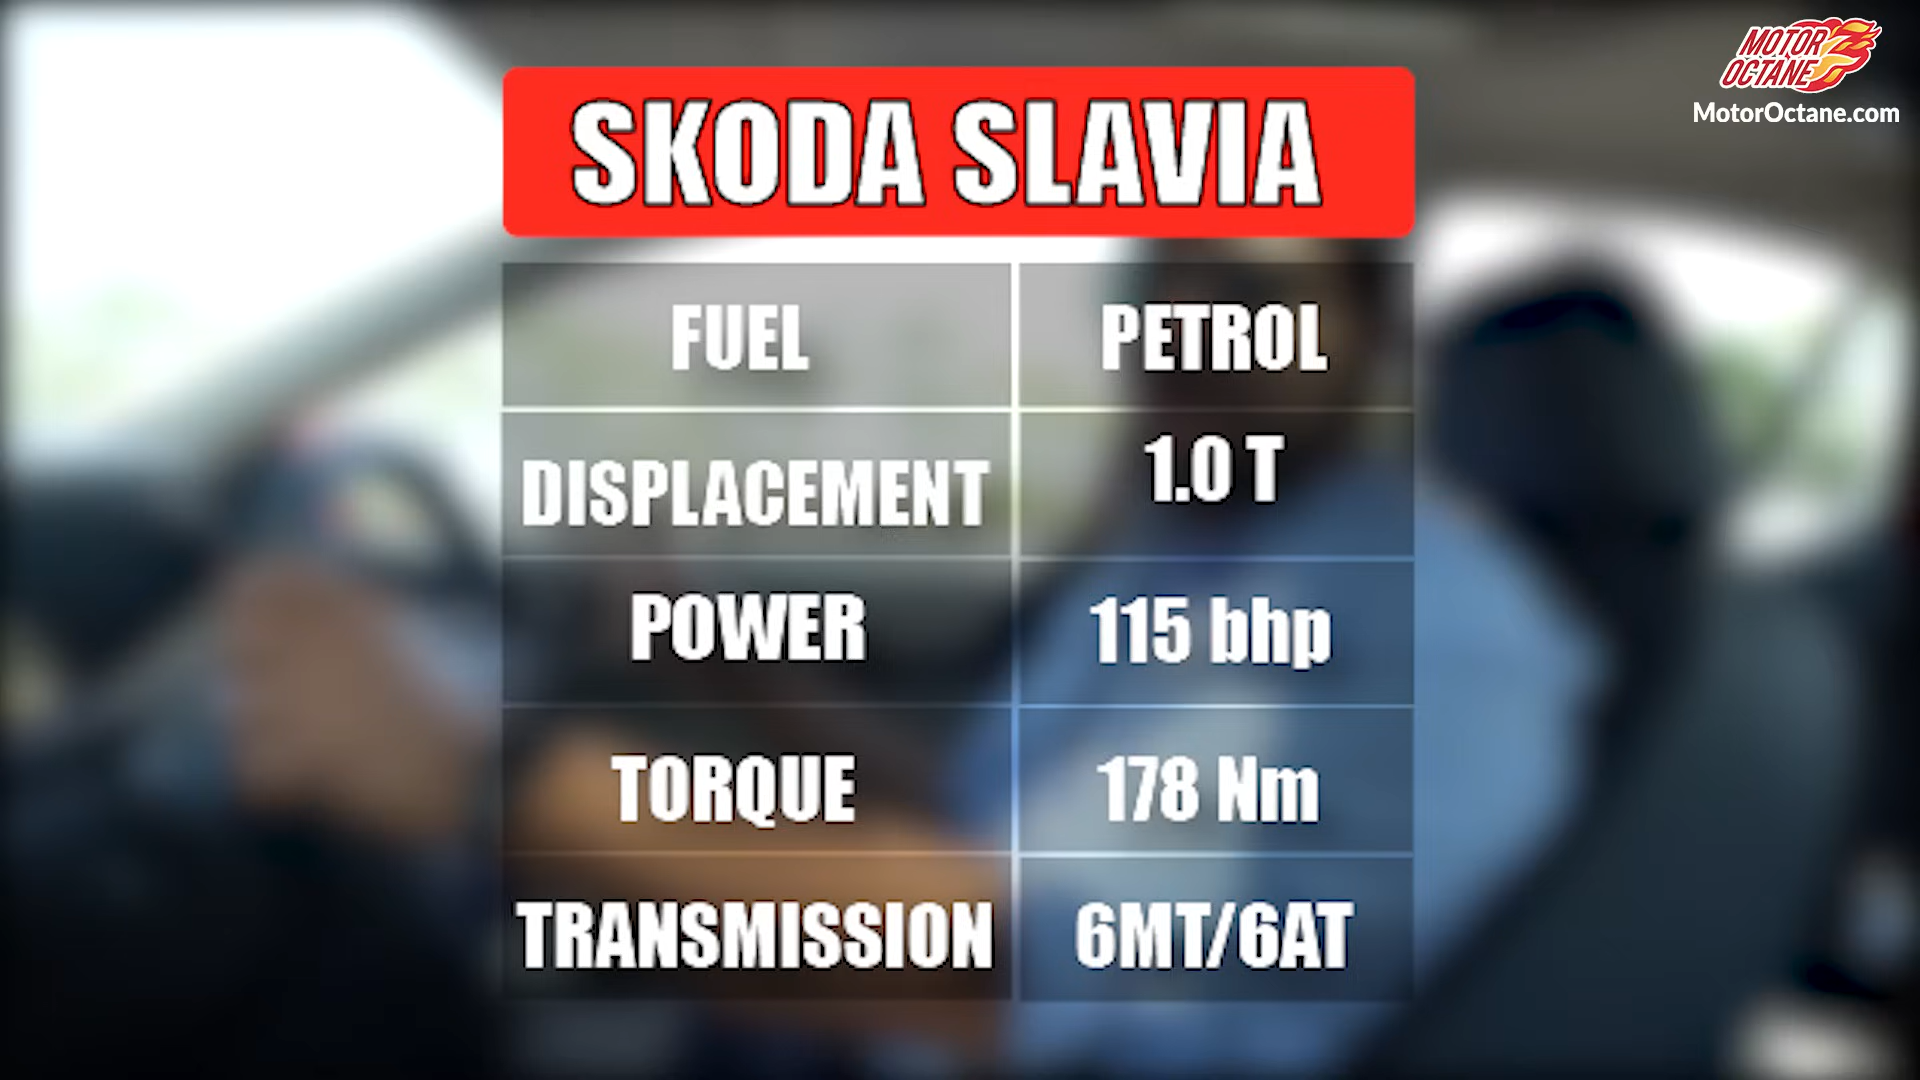 MOTOR
OCTANE
MotorOctane.com
SKODA SLAVIA
FUEL PETROL
DISPLACEMENT 1.0 T
POWER 115 bhp
TORQUE 178 Nm
TRANSMISSION 6MT/6AT